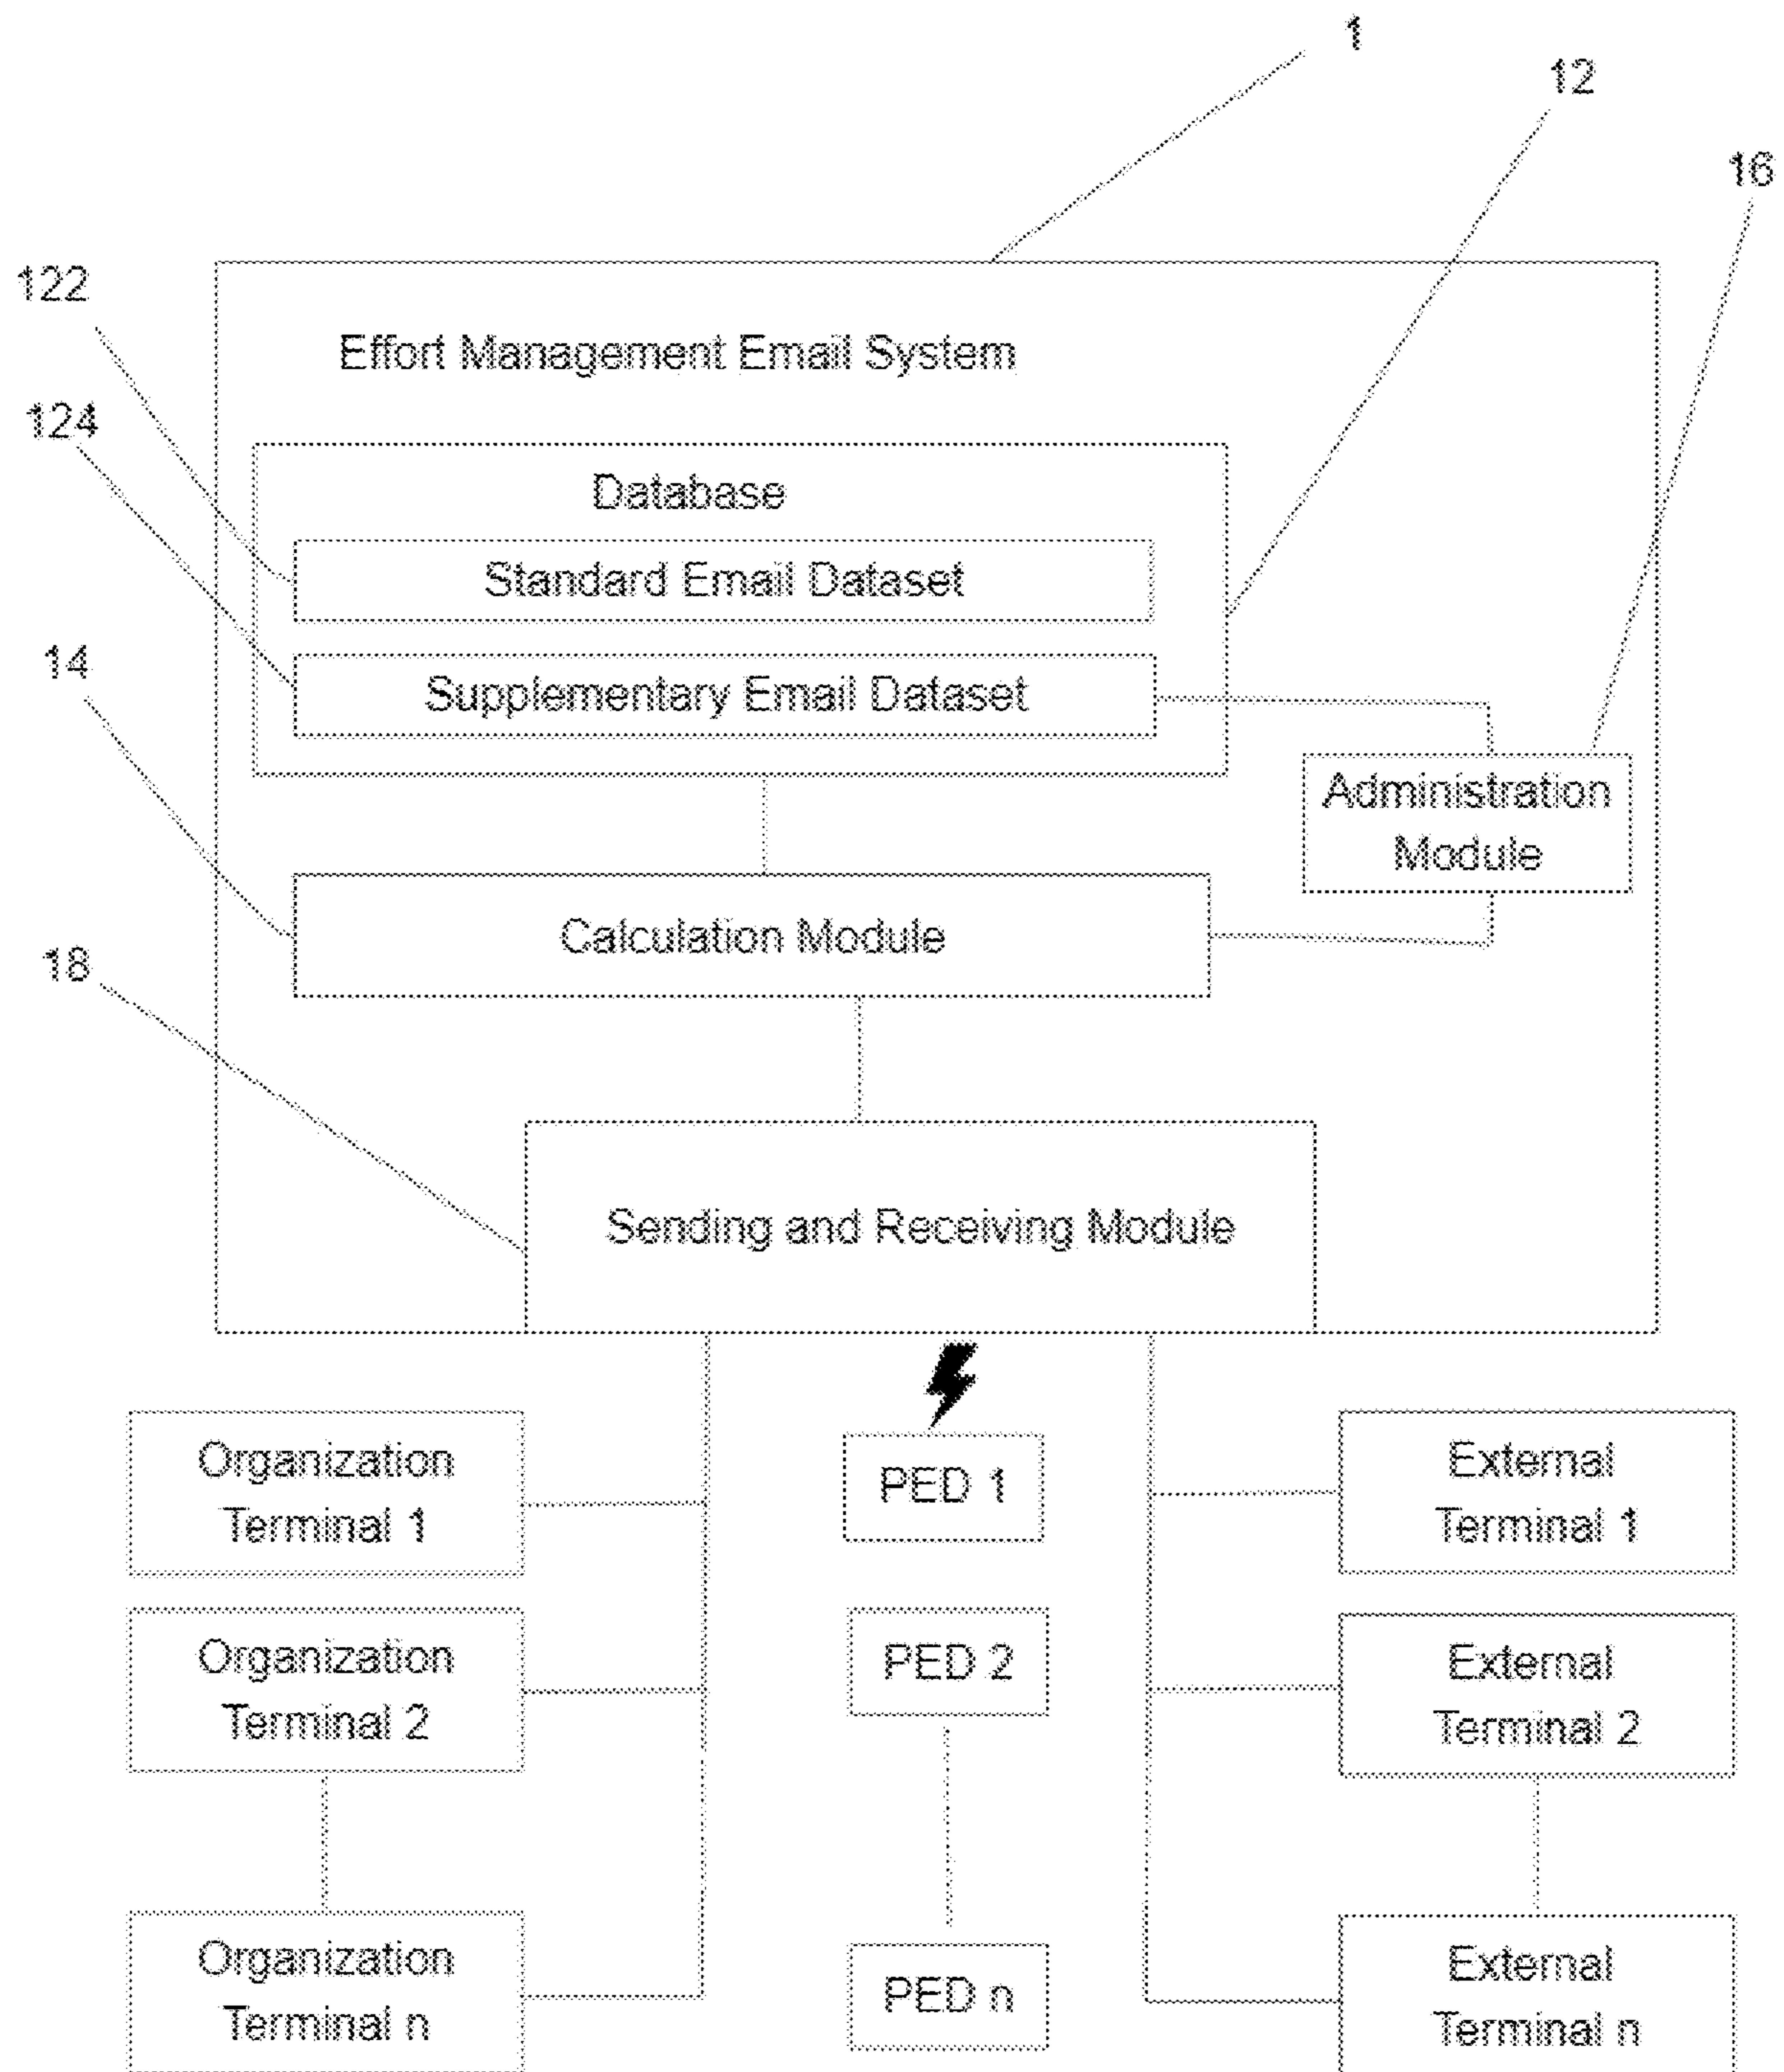 1
12
16
122
Effort Management Email System
124
Database
Standard Email Dataset
14
Supplementary Email Dataset
Administration
Module
Calculation Module
18
Sending and Receiving Module
Organization
Terminal 1
PED 1
External
Terminal 1
Organization
Terminal 2
PED 2
External
Terminal 2
Organization
Terminal n
PED n
External
Terminal n